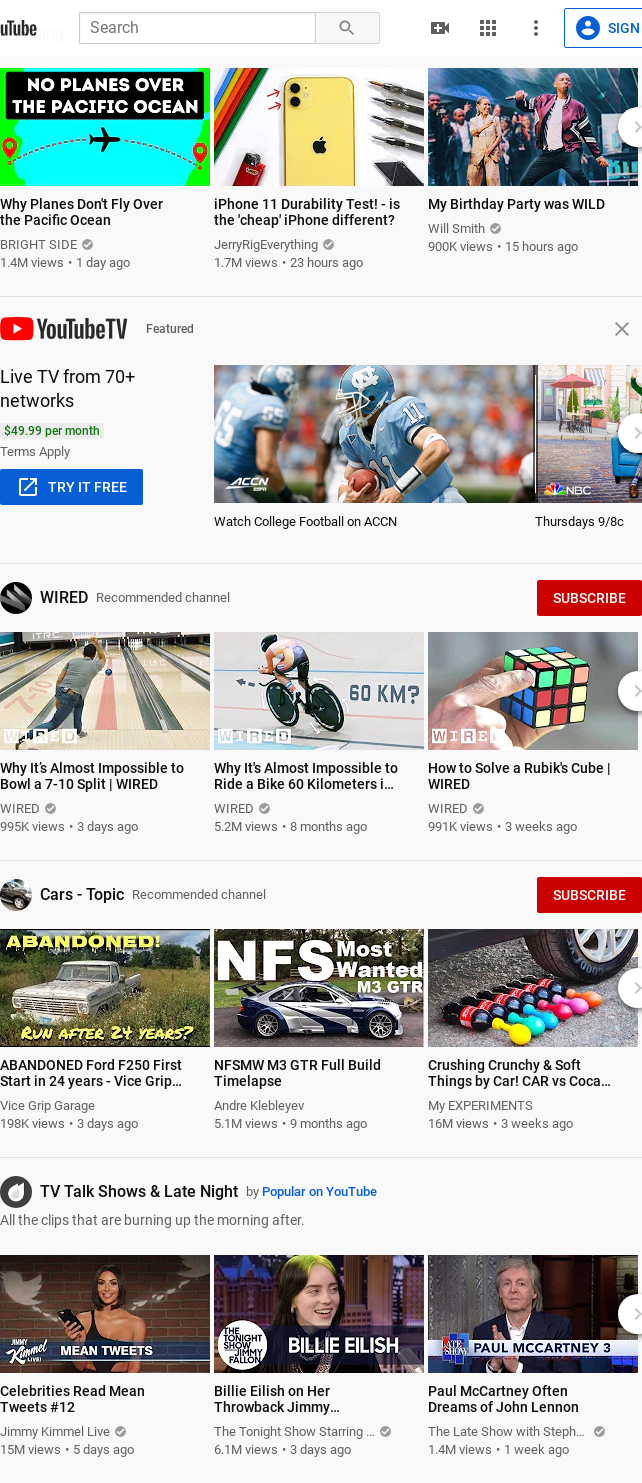 uTube
Search
SIGN
NO PLANES OVER
THE PACIFIC OCEAN
Why Planes Don't Fly Over
the Pacific Ocean
BRIGHT SIDE
1.4M views • 1 day ago
iPhone 11 Durability Test! - is
the 'cheap' iPhone different?
JerryRigEverything
1.7M views • 23 hours ago
My Birthday Party was WILD
Will Smith
900K views • 15 hours ago
YouTubeTV
Featured
Live TV from 70+
networks
$49.99 per month
Terms Apply
TRY IT FREE
55
11
ACCN
ESPN
Watch College Football on ACCN
NBC
Thursdays 9/8c
WIRED Recommended channel
SUBSCRIBE
ITRC
7-10
WIRED
Why It’s Almost Impossible to
Bowl a 7-10 Split | WIRED
WIRED
995K views • 3 days ago
60 KM?
WIRED
Why It's Almost Impossible to
Ride a Bike 60 Kilometers i...
WIRED
5.2M views • 8 months ago
WIRED
How to Solve a Rubik's Cube |
WIRED
WIRED
991K views • 3 weeks ago
Cars - Topic Recommended channel
SUBSCRIBE
ABANDONED!
RUN AFTER 24 YEARS?
ABANDONED Ford F250 First
Start in 24 years - Vice Grip...
Vice Grip Garage
198K views • 3 days ago
NFS Most
Wanted
M3 GTR
NFSMW M3 GTR Full Build
Timelapse
Andre Klebleyev
5.1M views • 9 months ago
Crushing Crunchy & Soft
Things by Car! CAR vs Coca...
My EXPERIMENTS
16M views • 3 weeks ago
TV Talk Shows & Late Night by Popular on YouTube
All the clips that are burning up the morning after.
JIMMY
KIMMEL
LIVE!
MEAN TWEETS
Celebrities Read Mean
Tweets #12
Jimmy Kimmel Live
15M views • 5 days ago
THE
TONIGHT
SHOW
JIMMY
FALLON
BILLIE EILISH
Billie Eilish on Her
Throwback Jimmy...
The Tonight Show Starring ...
6.1M views • 3 days ago
LATE
SHOW
PAUL MCCARTNEY 3
Paul McCartney Often
Dreams of John Lennon
The Late Show with Steph...
1.4M views • 1 week ago